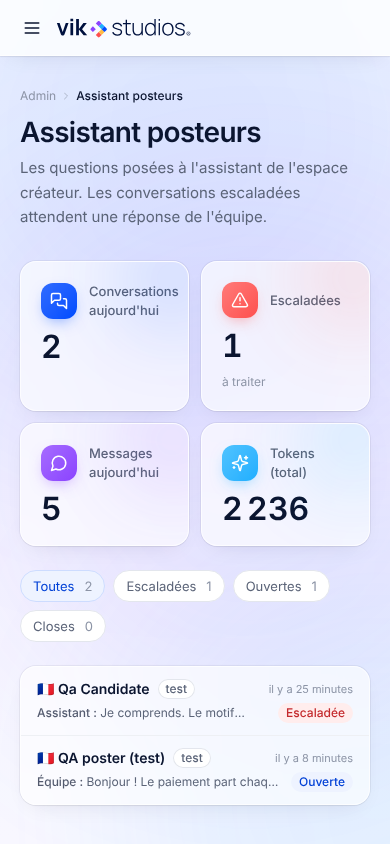 vik studios®
Admin > Assistant posteurs
Assistant posteurs
Les questions posées à l'assistant de l'espace
créateur. Les conversations escaladées
attendent une réponse de l'équipe.
Conversations
aujourd'hui
2
Escaladées
1
à traiter
Messages
aujourd'hui
5
Tokens
(total)
2 236
Toutes 2
Escaladées 1
Ouvertes 1
Closes 0
🇫🇷 Qa Candidate test il y a 25 minutes
Assistant : Je comprends. Le motif... Escaladée
🇫🇷 QA poster (test) test il y a 8 minutes
Équipe : Bonjour ! Le paiement part chaq... Ouverte